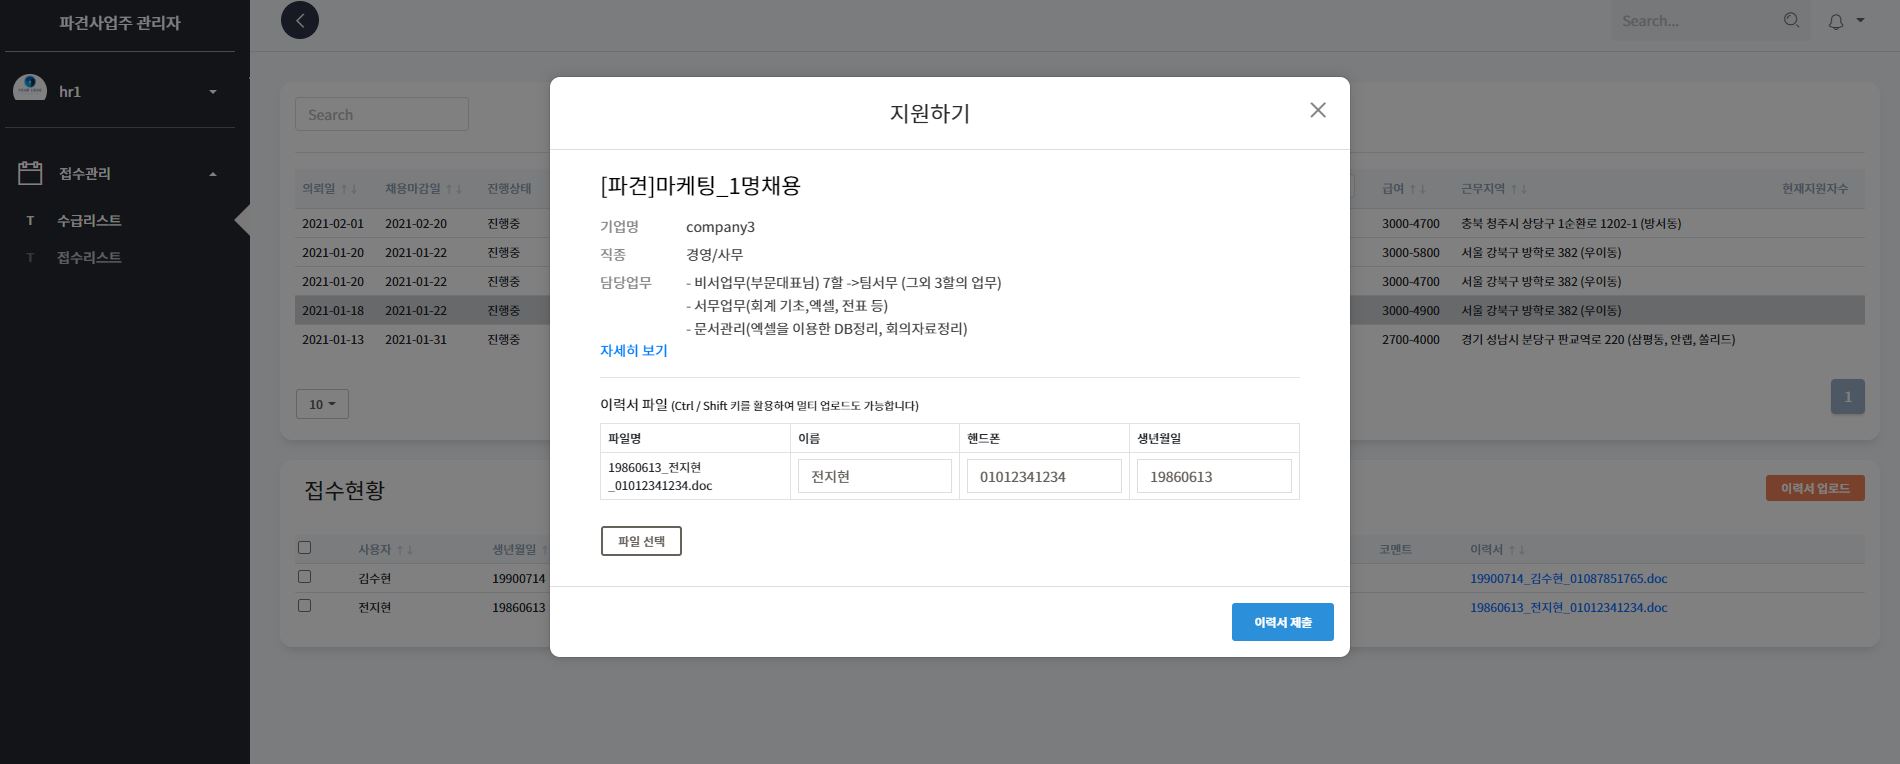 파견사업주 관리자
Search...
hr1
접수관리
T 수급리스트
T 접수리스트
Search
의뢰일 ↑↓ 채용마감일 ↑↓ 진행상태 급여 ↑↓ 근무지역 ↑↓ 현재지원자수
2021-02-01 2021-02-20 진행중 3000-4700 충북 청주시 상당구 1순환로 1202-1 (방서동)
2021-01-20 2021-01-22 진행중 3000-5800 서울 강북구 방학로 382 (우이동)
2021-01-20 2021-01-22 진행중 3000-4700 서울 강북구 방학로 382 (우이동)
2021-01-18 2021-01-22 진행중 3000-4900 서울 강북구 방학로 382 (우이동)
2021-01-13 2021-01-31 진행중 2700-4000 경기 성남시 분당구 판교역로 220 (삼평동, 안랩, 쏠리드)
10
1
접수현황
이력서 업로드
사용자 ↑↓ 생년월일 ↑ 코멘트 이력서 ↑↓
김수현 19900714 19900714_김수현_01087851765.doc
전지현 19860613 19860613_전지현_01012341234.doc
지원하기
[파견]마케팅_1명채용
기업명 company3
직종 경영/사무
담당업무 - 비서업무(부문대표님) 7할 ->팀서무 (그외 3할의 업무)
- 서무업무(회계 기초,엑셀, 전표 등)
- 문서관리(엑셀을 이용한 DB정리, 회의자료정리)
자세히 보기
이력서 파일 (Ctrl / Shift 키를 활용하여 멀티 업로드도 가능합니다)
파일명 이름 핸드폰 생년월일
19860613_전지현
_01012341234.doc 전지현 01012341234 19860613
파일 선택
이력서 제출